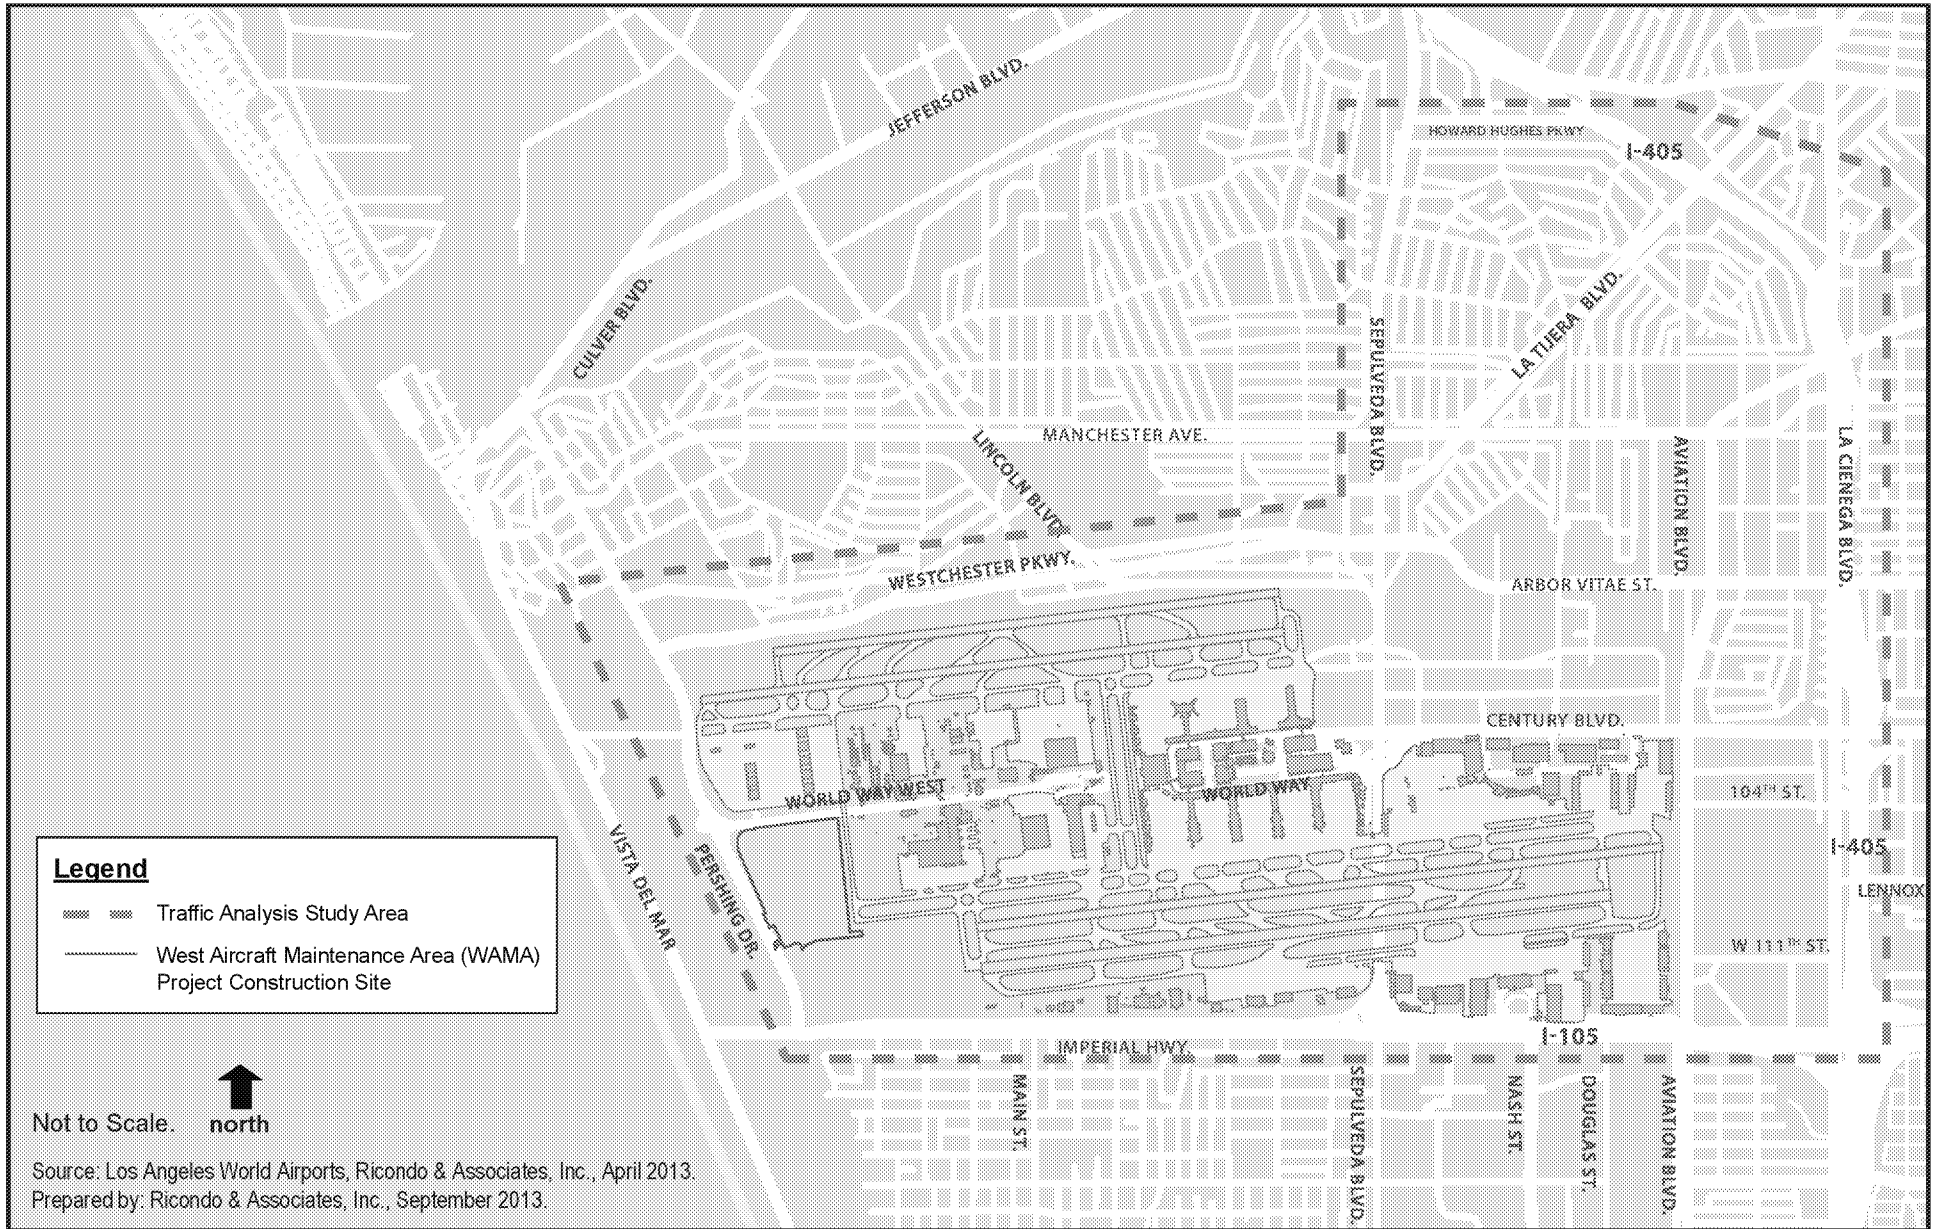 JEFFERSON BLVD.
HOWARD HUGHES PKWY
I-405
CULVER BLVD.
SEPULVEDA BLVD.
LA TIJERA BLVD.
MANCHESTER AVE.
LINCOLN BLVD.
AVIATION BLVD.
LA CIENEGA BLVD.
WESTCHESTER PKWY.
ARBOR VITAE ST.
CENTURY BLVD.
WORLD WAY WEST
WORLD WAY
104TH ST.
VISTA DEL MAR
PERSHING DR.
I-405
LENNOX
W 111TH ST.
I-105
IMPERIAL HWY.
MAIN ST.
SEPULVEDA BLVD.
NASH ST.
DOUGLAS ST.
AVIATION BLVD.
Legend
Traffic Analysis Study Area
West Aircraft Maintenance Area (WAMA)
Project Construction Site
Not to Scale.
north
Source: Los Angeles World Airports, Ricondo & Associates, Inc., April 2013.
Prepared by: Ricondo & Associates, Inc., September 2013.